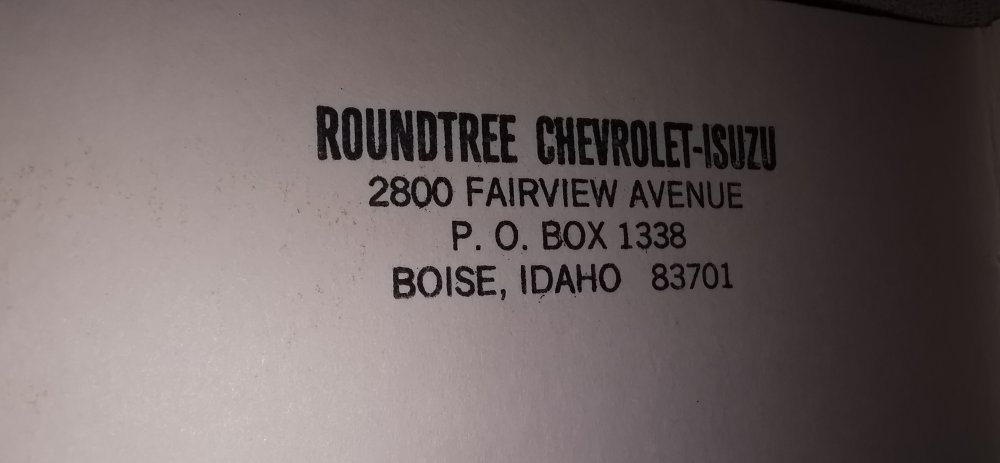 ROUNDTREE CHEVROLET-ISUZU
2800 FAIRVIEW AVENUE
P. O. BOX 1338
BOISE, IDAHO 83701